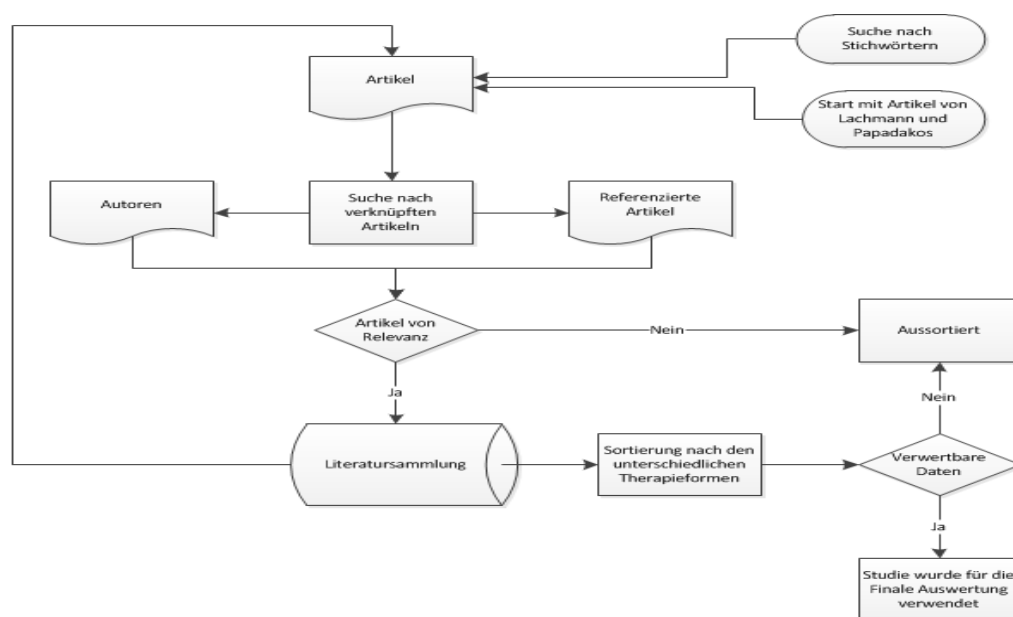 Suche nach
Stichwörtern
Artikel
Start mit Artikel von
Lachmann und
Papadakos
Autoren
Suche nach
verknüpften
Artikeln
Referenzierte
Artikel
Artikel von
Relevanz
Nein
Aussortiert
Ja
Nein
Literatursammlung
Sortierung nach den
unterschiedlichen
Therapieformen
Verwertbare
Daten
Ja
Studie wurde für die
Finale Auswertung
verwendet